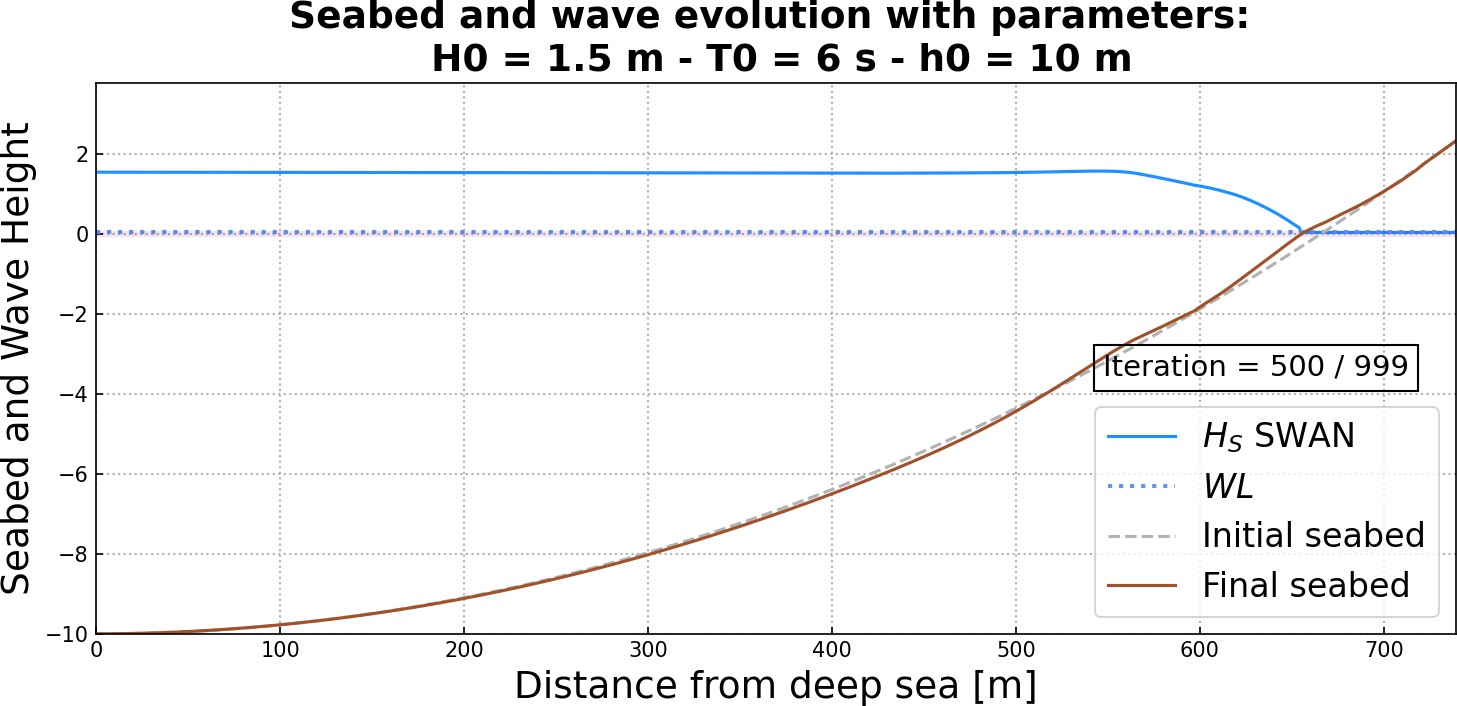 Seabed and wave evolution with parameters:
H0 = 1.5 m - T0 = 6 s - h0 = 10 m
Seabed and Wave Height
2
0
−2
−4
−6
−8
−10
Iteration = 500 / 999
H_S SWAN
WL
Initial seabed
Final seabed
0 100 200 300 400 500 600 700
Distance from deep sea [m]